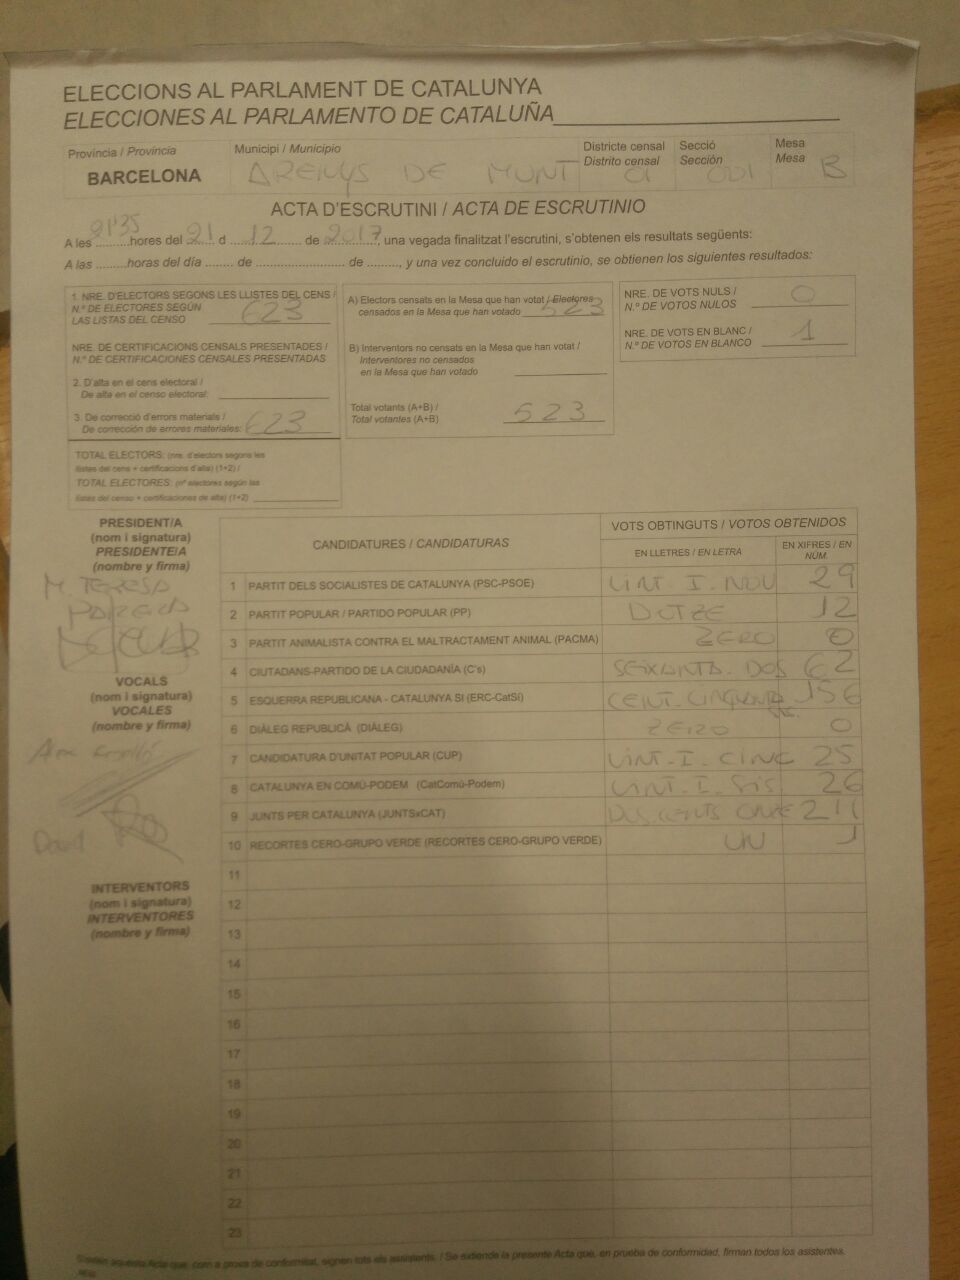 ELECCIONS AL PARLAMENT DE CATALUNYA
ELECCIONES AL PARLAMENTO DE CATALUÑA
Provincia / Provincia
BARCELONA
Municipi / Municipio
ARENYS DE MUNT
Districte censal
Distrito censal
01
Secció
Sección
001
Mesa
Mesa
B
ACTA D'ESCRUTINI / ACTA DE ESCRUTINIO
A les 21'35 hores del 21 d 12 de 2017, una vegada finalitzat l'escrutini, s'obtenen els resultats següents:
A las ......... horas del día ........ de .......................... de ........., y una vez concluido el escrutinio, se obtienen los siguientes resultados:
1. NRE. D'ELECTORS SEGONS LES LLISTES DEL CENS /
N.º DE ELECTORES SEGÚN
LAS LISTAS DEL CENSO 623
NRE. DE CERTIFICACIONS CENSALS PRESENTADES /
N.º DE CERTIFICACIONES CENSALES PRESENTADAS
2. D'alta en el cens electoral /
De alta en el censo electoral:
3. De correcció d'errors materials /
De corrección de errores materiales: 623
TOTAL ELECTORS: (nre. d'electors segons les
llistes del cens + certificacions d'alta) (1+2) /
TOTAL ELECTORES: (nº electores según las
listas del censo + certificaciones de alta) (1+2)
A) Electors censats en la Mesa que han votat / Electores
censados en la Mesa que han votado 523
B) Interventors no censats en la Mesa que han votat /
Interventores no censados
en la Mesa que han votado
Total votants (A+B) /
Total votantes (A+B) 523
NRE. DE VOTS NULS /
N.º DE VOTOS NULOS 0
NRE. DE VOTS EN BLANC /
N.º DE VOTOS EN BLANCO 1
PRESIDENT/A
(nom i signatura)
PRESIDENTE/A
(nombre y firma)
M. TERESA
VOCALS
(nom i signatura)
VOCALES
(nombre y firma)
David
INTERVENTORS
(nom i signatura)
INTERVENTORES
(nombre y firma)
CANDIDATURES / CANDIDATURAS
VOTS OBTINGUTS / VOTOS OBTENIDOS
EN LLETRES / EN LETRA
EN XIFRES / EN NÚM.
1 PARTIT DELS SOCIALISTES DE CATALUNYA (PSC-PSOE) VINT-I-NOU 29
2 PARTIT POPULAR / PARTIDO POPULAR (PP) DOTZE 12
3 PARTIT ANIMALISTA CONTRA EL MALTRACTAMENT ANIMAL (PACMA) ZERO 0
4 CIUTADANS-PARTIDO DE LA CIUDADANÍA (C's) SEIXANTA-DOS 62
5 ESQUERRA REPUBLICANA - CATALUNYA SI (ERC-CatSí) CENT CINQUANTA 156
6 DIÀLEG REPUBLICÀ (DIÀLEG) ZERO 0
7 CANDIDATURA D'UNITAT POPULAR (CUP) VINT-I-CINC 25
8 CATALUNYA EN COMÚ-PODEM (CatComú-Podem) VINT-I-SIS 26
9 JUNTS PER CATALUNYA (JUNTSxCAT) DUSCENTS ONZE 211
10 RECORTES CERO-GRUPO VERDE (RECORTES CERO-GRUPO VERDE) UN 1
11
12
13
14
15
16
17
18
19
20
21
22
23
aquesta Acta que, com a prova de conformitat, signen tots els assistents. / Se extiende la presente Acta que, en prueba de conformidad, firman todos los asistentes.